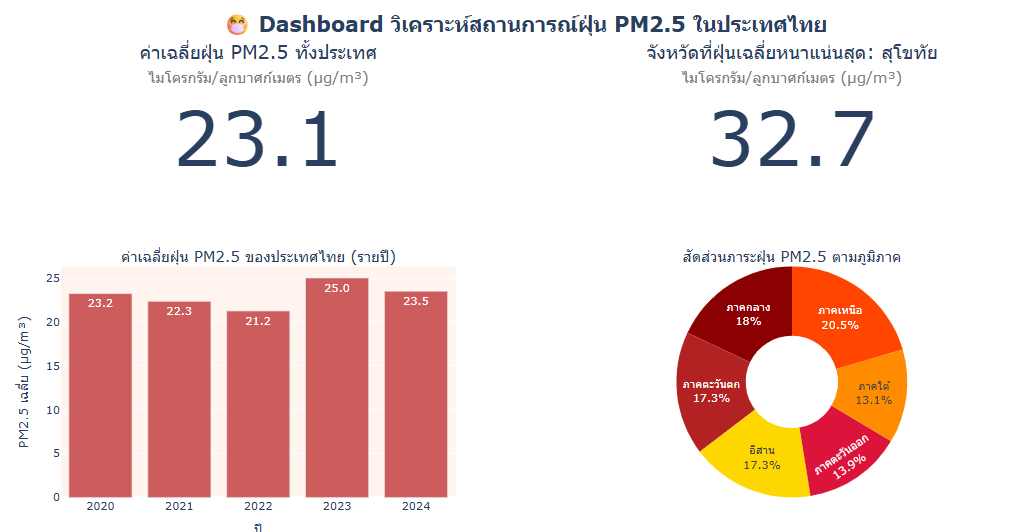 😷 Dashboard วิเคราะห์สถานการณ์ฝุ่น PM2.5 ในประเทศไทย
ค่าเฉลี่ยฝุ่น PM2.5 ทั้งประเทศ
ไมโครกรัม/ลูกบาศก์เมตร (µg/m³)
23.1
จังหวัดที่ฝุ่นเฉลี่ยหนาแน่นสุด: สุโขทัย
ไมโครกรัม/ลูกบาศก์เมตร (µg/m³)
32.7
ค่าเฉลี่ยฝุ่น PM2.5 ของประเทศไทย (รายปี)
PM2.5 เฉลี่ย (µg/m³)
25
20
15
10
5
0
23.2
22.3
21.2
25.0
23.5
2020
2021
2022
2023
2024
ปี
สัดส่วนภาระฝุ่น PM2.5 ตามภูมิภาค
ภาคเหนือ
20.5%
ภาคใต้
13.1%
ภาคตะวันออก
13.9%
อีสาน
17.3%
ภาคตะวันตก
17.3%
ภาคกลาง
18%